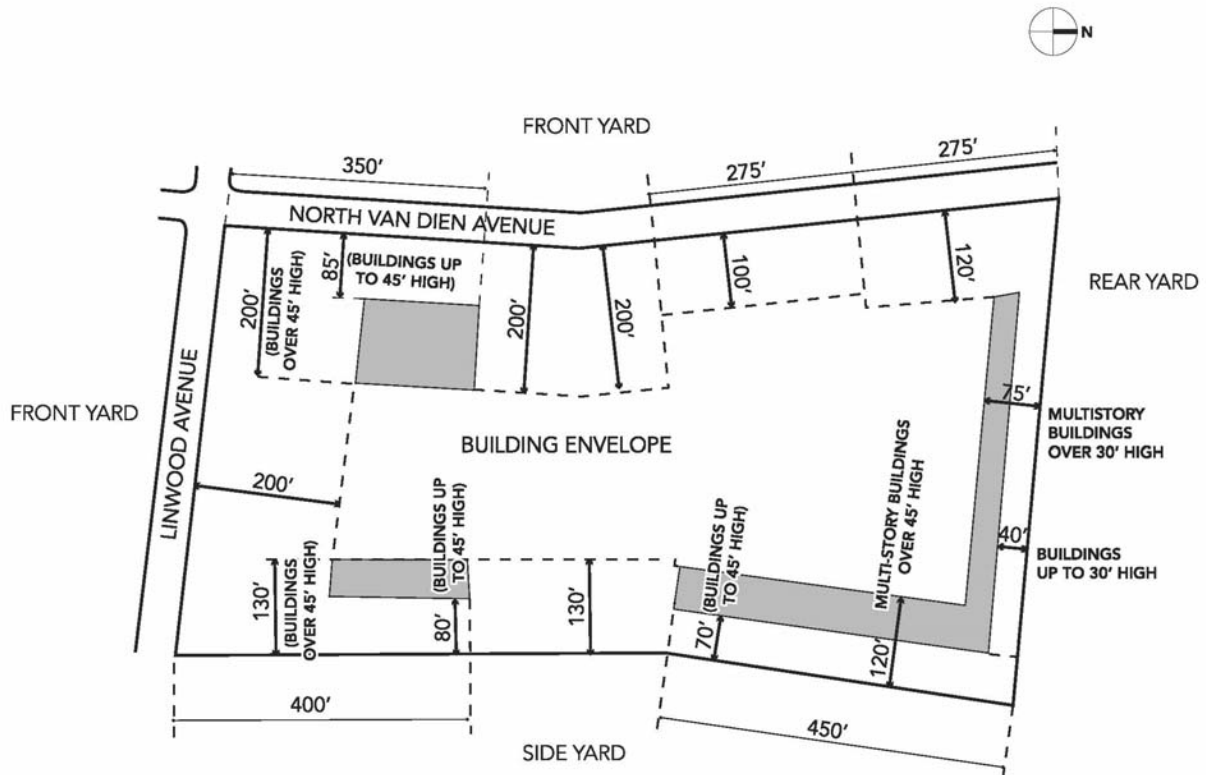 N
FRONT YARD
350'
275'
275'
NORTH VAN DIEN AVENUE
85'
(BUILDINGS UP
TO 45' HIGH)
200'
(BUILDINGS
OVER 45' HIGH)
200'
200'
100'
120'
REAR YARD
LINWOOD AVENUE
FRONT YARD
75'
MULTISTORY
BUILDINGS
OVER 30' HIGH
BUILDING ENVELOPE
200'
(BUILDINGS UP
TO 45' HIGH)
MULTI-STORY BUILDINGS
OVER 45' HIGH
40'
BUILDINGS
UP TO 30' HIGH
130'
(BUILDINGS
OVER 45' HIGH)
80'
130'
70'
(BUILDINGS UP
TO 45' HIGH)
120'
400'
450'
SIDE YARD